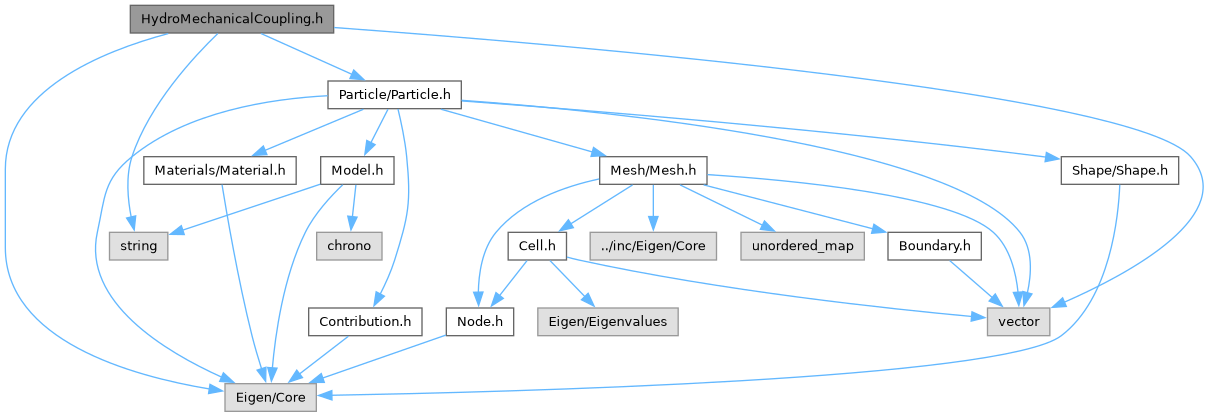 HydroMechanicalCoupling.h
Particle/Particle.h
Materials/Material.h
Model.h
Mesh/Mesh.h
Shape/Shape.h
string
chrono
Cell.h
../inc/Eigen/Core
unordered_map
Boundary.h
Contribution.h
Node.h
Eigen/Eigenvalues
vector
Eigen/Core